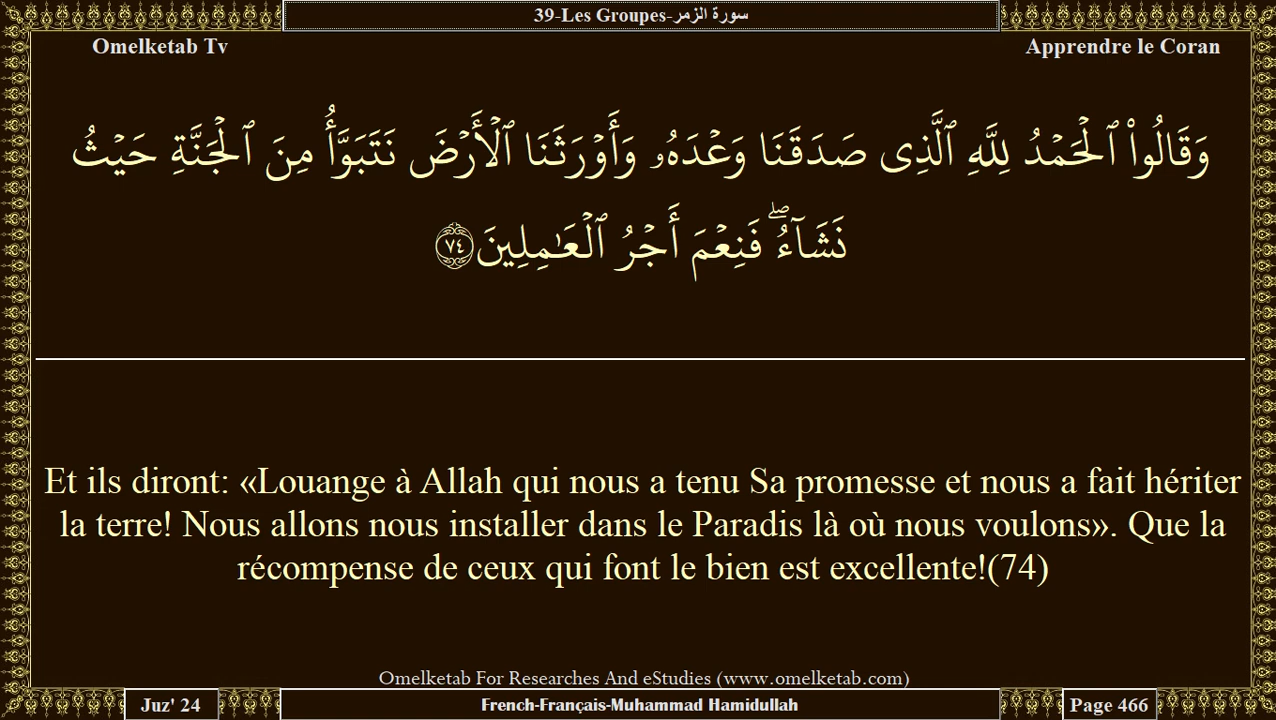 39-Les Groupes-سورة الزمر
Omelketab Tv
Apprendre le Coran
وَقَالُوا۟ ٱلْحَمْدُ لِلَّهِ ٱلَّذِى صَدَقَنَا وَعْدَهُۥ وَأَوْرَثَنَا ٱلْأَرْضَ نَتَبَوَّأُ مِنَ ٱلْجَنَّةِ حَيْثُ
نَشَآءُ ۖ فَنِعْمَ أَجْرُ ٱلْعَـٰمِلِينَ ٧٤
Et ils diront: «Louange à Allah qui nous a tenu Sa promesse et nous a fait hériter
la terre! Nous allons nous installer dans le Paradis là où nous voulons». Que la
récompense de ceux qui font le bien est excellente!(74)
Omelketab For Researches And eStudies (www.omelketab.com)
Juz' 24
French-Français-Muhammad Hamidullah
Page 466